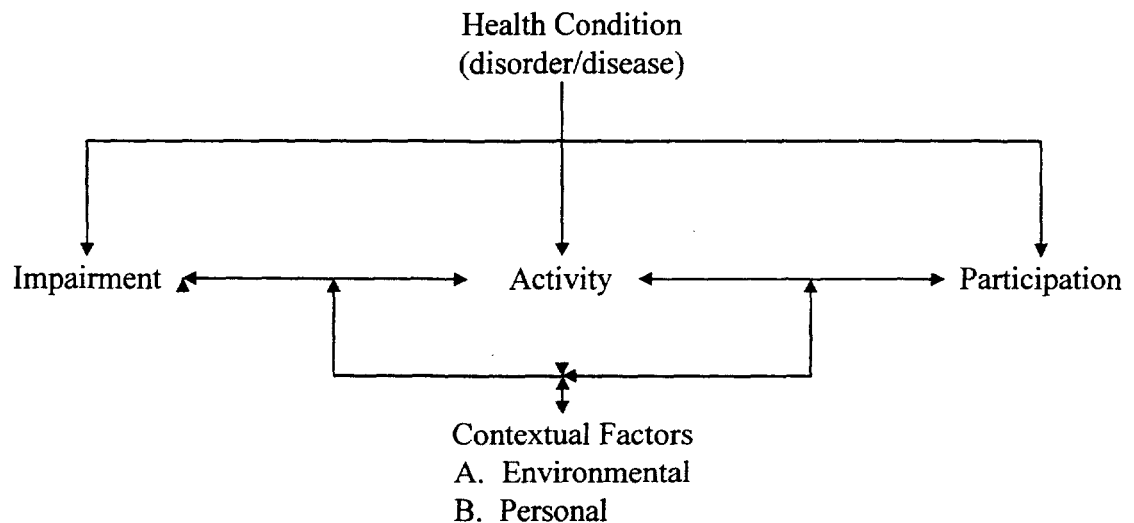 Health Condition
(disorder/disease)
Impairment
Activity
Participation
Contextual Factors
A. Environmental
B. Personal